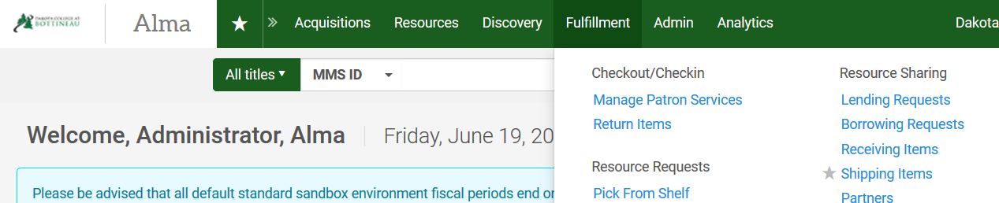 DAKOTA COLLEGE AT
BOTTINEAU
Alma
Acquisitions Resources Discovery Fulfillment Admin Analytics Dakota
All titles MMS ID
Welcome, Administrator, Alma Friday, June 19, 20
Please be advised that all default standard sandbox environment fiscal periods end or
Checkout/Checkin
Manage Patron Services
Return Items
Resource Requests
Pick From Shelf
Resource Sharing
Lending Requests
Borrowing Requests
Receiving Items
Shipping Items
Partners